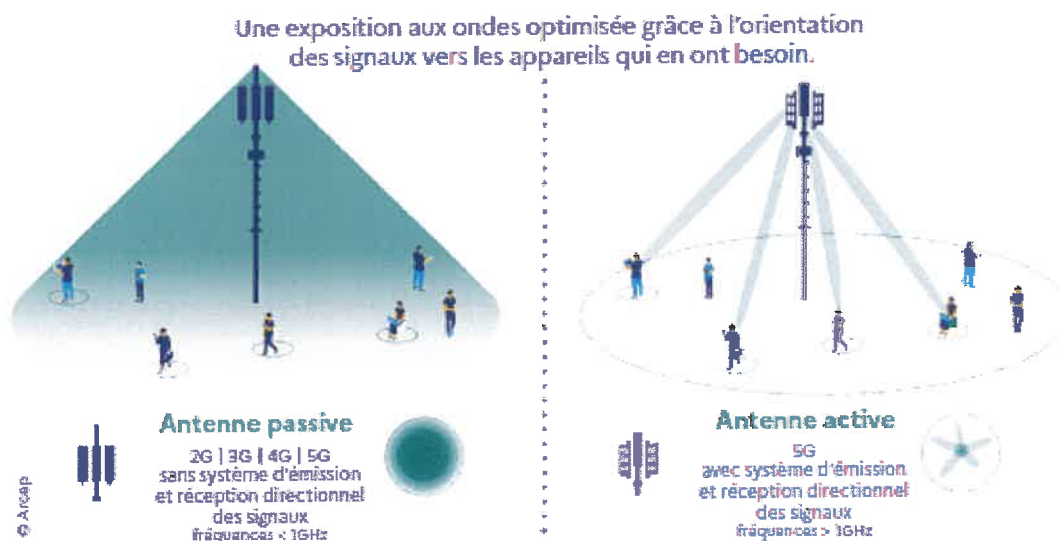 Une exposition aux ondes optimisée grâce à l'orientation
des signaux vers les appareils qui en ont besoin.
Antenne passive
2G | 3G | 4G | 5G
sans système d'émission
et réception directionnel
des signaux
fréquences < 1GHz
Antenne active
5G
avec système d'émission
et réception directionnel
des signaux
fréquences > 1GHz
© Arcep